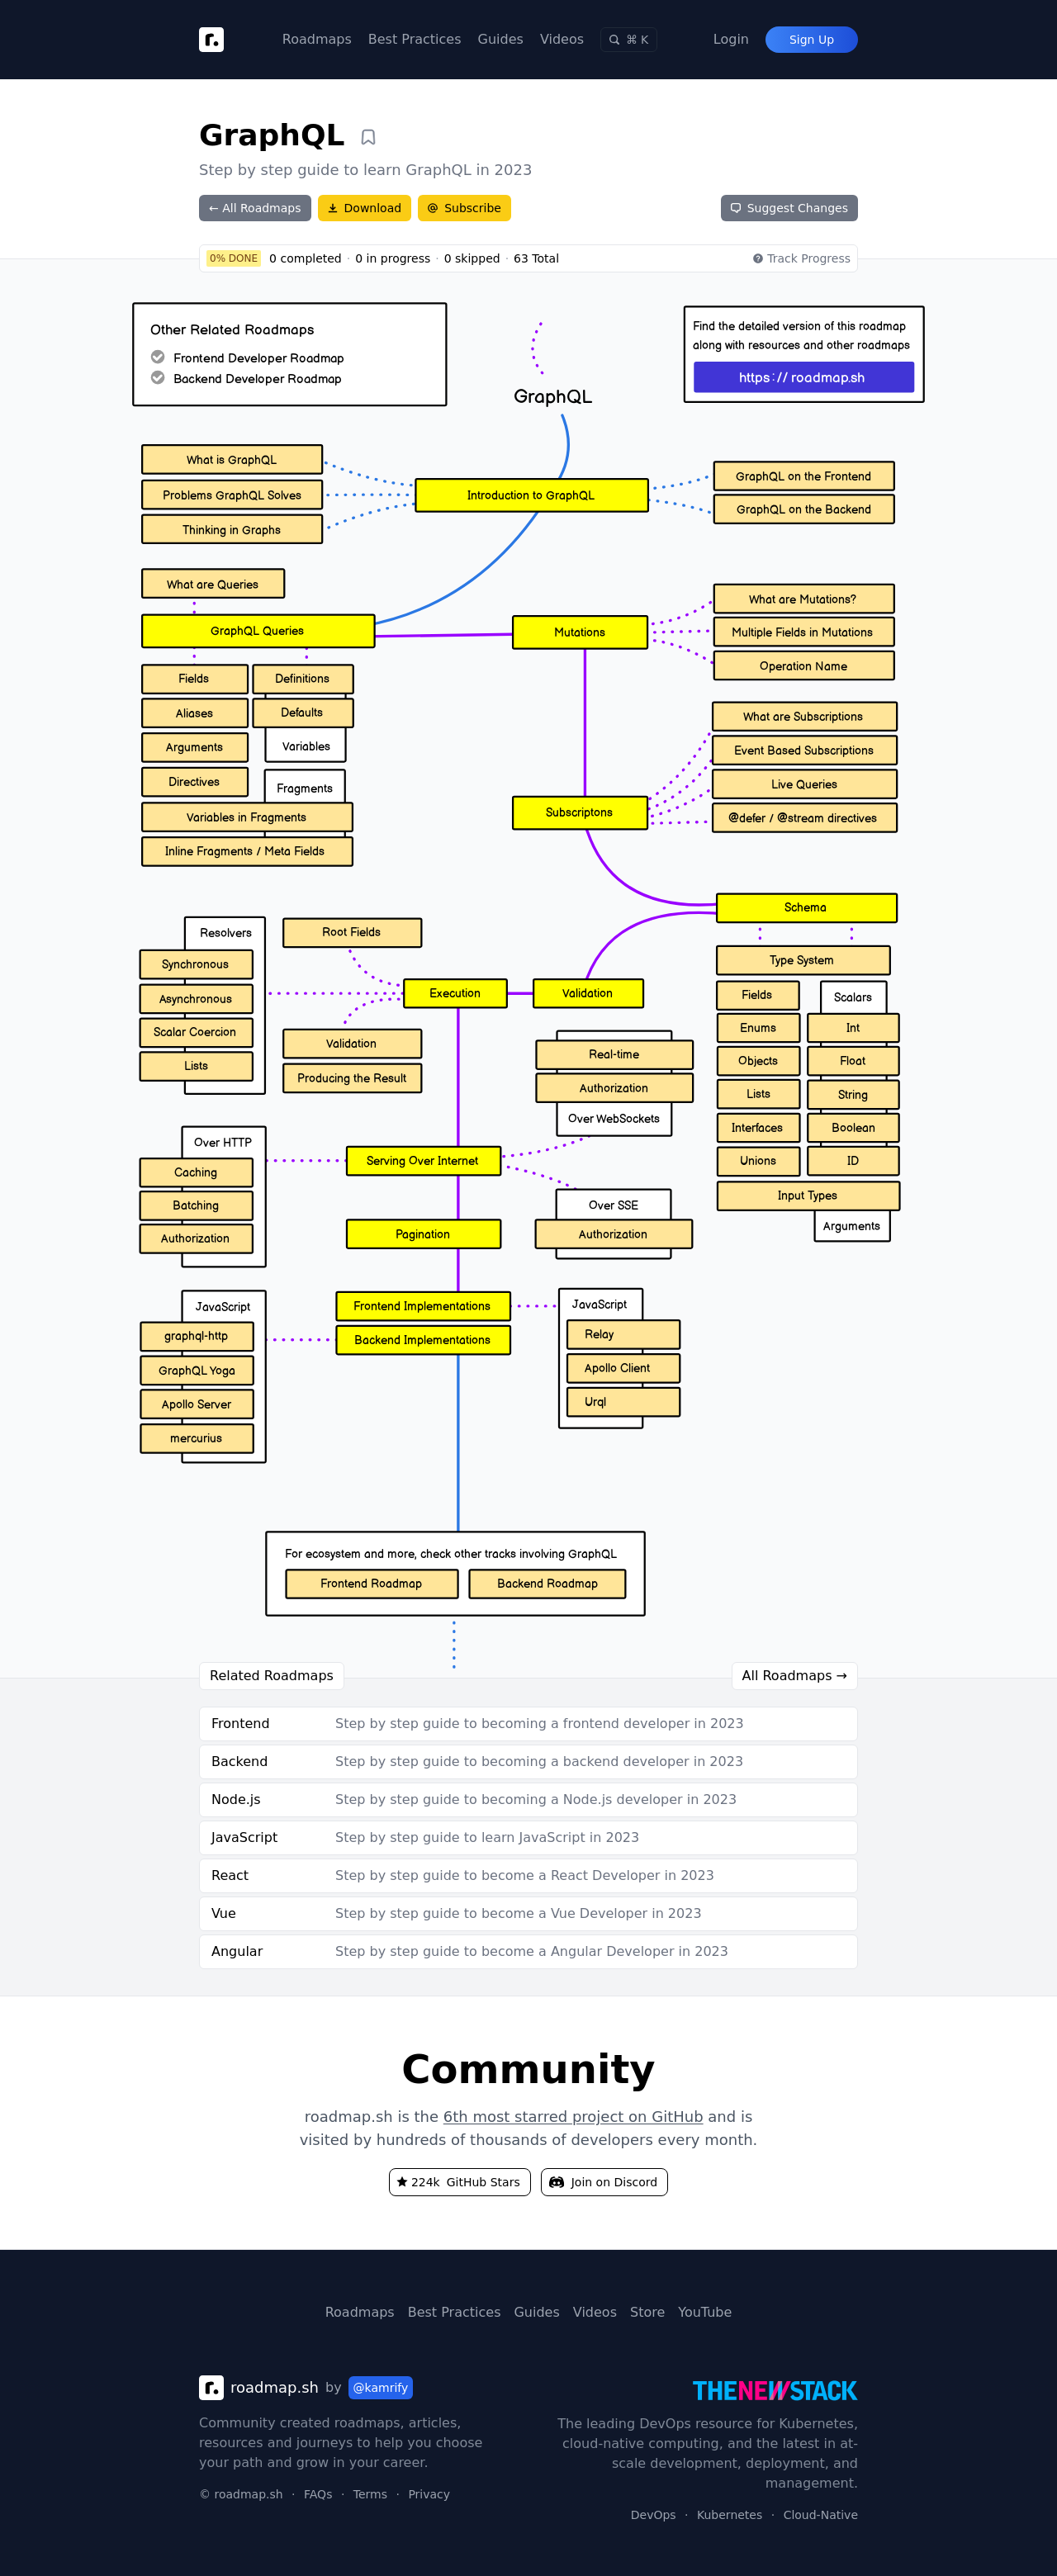 r.
Roadmaps
Best Practices
Guides
Videos
⌘ K
Login
Sign Up
GraphQL
Step by step guide to learn GraphQL in 2023
← All Roadmaps
Download
Subscribe
Suggest Changes
0% DONE
0 completed · 0 in progress · 0 skipped · 63 Total
Track Progress
Other Related Roadmaps
Frontend Developer Roadmap
Backend Developer Roadmap
GraphQL
Find the detailed version of this roadmap
along with resources and other roadmaps
https://roadmap.sh
What is GraphQL
Problems GraphQL Solves
Thinking in Graphs
Introduction to GraphQL
GraphQL on the Frontend
GraphQL on the Backend
What are Queries
GraphQL Queries
Mutations
What are Mutations?
Multiple Fields in Mutations
Operation Name
Fields
Aliases
Arguments
Directives
Definitions
Defaults
Variables
Fragments
Variables in Fragments
Inline Fragments / Meta Fields
Subscriptons
What are Subscriptions
Event Based Subscriptions
Live Queries
@defer / @stream directives
Schema
Resolvers
Synchronous
Asynchronous
Scalar Coercion
Lists
Root Fields
Execution
Validation
Validation
Producing the Result
Type System
Fields
Enums
Objects
Lists
Interfaces
Unions
Scalars
Int
Float
String
Boolean
ID
Input Types
Arguments
Real-time
Authorization
Over WebSockets
Over HTTP
Caching
Batching
Authorization
Serving Over Internet
Over SSE
Authorization
Pagination
JavaScript
graphql-http
GraphQL Yoga
Apollo Server
mercurius
Frontend Implementations
Backend Implementations
JavaScript
Relay
Apollo Client
Urql
For ecosystem and more, check other tracks involving GraphQL
Frontend Roadmap
Backend Roadmap
Related Roadmaps
All Roadmaps →
Frontend
Step by step guide to becoming a frontend developer in 2023
Backend
Step by step guide to becoming a backend developer in 2023
Node.js
Step by step guide to becoming a Node.js developer in 2023
JavaScript
Step by step guide to learn JavaScript in 2023
React
Step by step guide to become a React Developer in 2023
Vue
Step by step guide to become a Vue Developer in 2023
Angular
Step by step guide to become a Angular Developer in 2023
Community
roadmap.sh is the 6th most starred project on GitHub and is
visited by hundreds of thousands of developers every month.
224k GitHub Stars
Join on Discord
Roadmaps
Best Practices
Guides
Videos
Store
YouTube
r. roadmap.sh by @kamrify
Community created roadmaps, articles,
resources and journeys to help you choose
your path and grow in your career.
© roadmap.sh · FAQs · Terms · Privacy
THENEWSTACK
The leading DevOps resource for Kubernetes,
cloud-native computing, and the latest in at-
scale development, deployment, and
management.
DevOps · Kubernetes · Cloud-Native